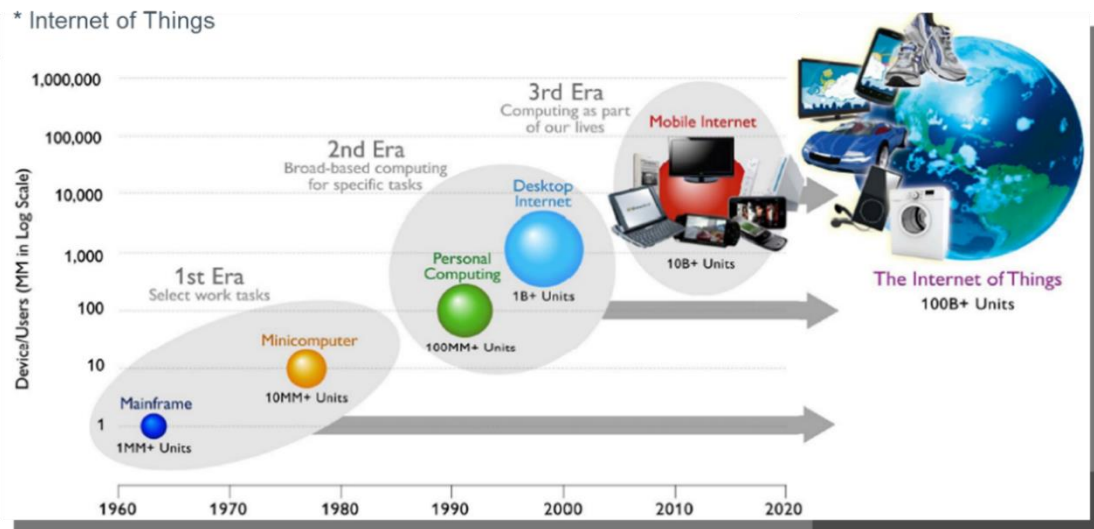 * Internet of Things
Device/Users (MM in Log Scale)
1,000,000
100,000
10,000
1,000
100
10
1
1st Era
Select work tasks
Mainframe
1MM+ Units
Minicomputer
10MM+ Units
2nd Era
Broad-based computing
for specific tasks
Personal
Computing
100MM+ Units
Desktop
Internet
1B+ Units
3rd Era
Computing as part
of our lives
Mobile Internet
10B+ Units
The Internet of Things
100B+ Units
1960 1970 1980 1990 2000 2010 2020